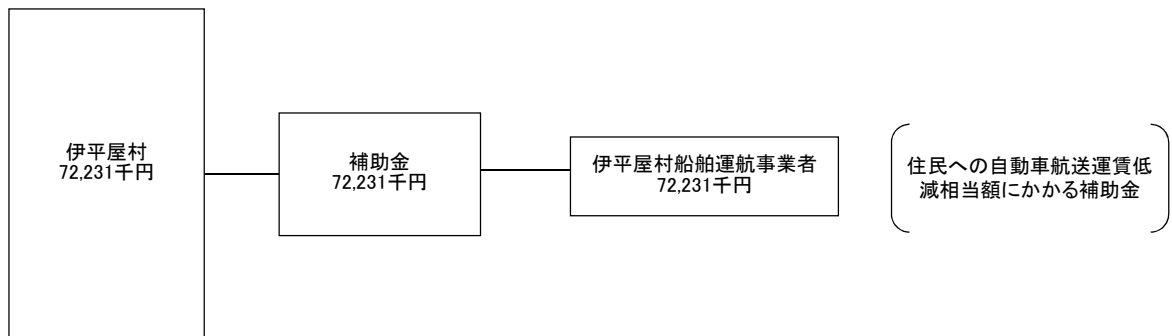 伊平屋村
72,231千円
補助金
72,231千円
伊平屋村船舶運航事業者
72,231千円
住民への自動車航送運賃低
減相当額にかかる補助金